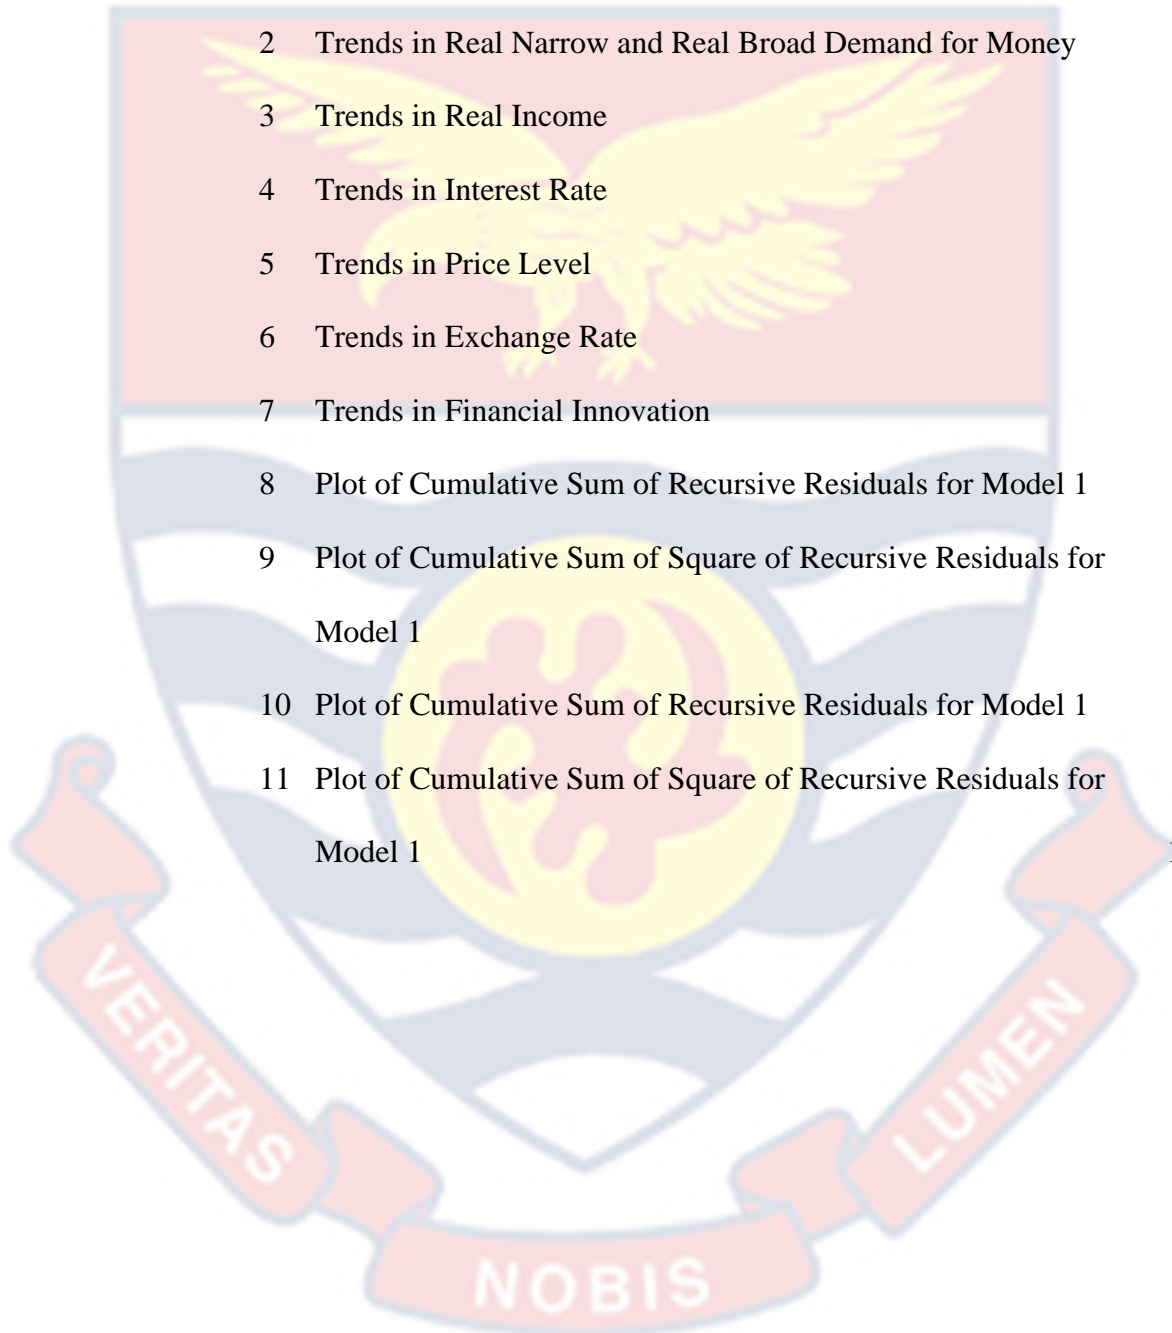 2 Trends in Real Narrow and Real Broad Demand for Money
3 Trends in Real Income
4 Trends in Interest Rate
5 Trends in Price Level
6 Trends in Exchange Rate
7 Trends in Financial Innovation
8 Plot of Cumulative Sum of Recursive Residuals for Model 1
9 Plot of Cumulative Sum of Square of Recursive Residuals for
Model 1
10 Plot of Cumulative Sum of Recursive Residuals for Model 1
11 Plot of Cumulative Sum of Square of Recursive Residuals for
Model 1
VERITAS
NOBIS
LUMEN